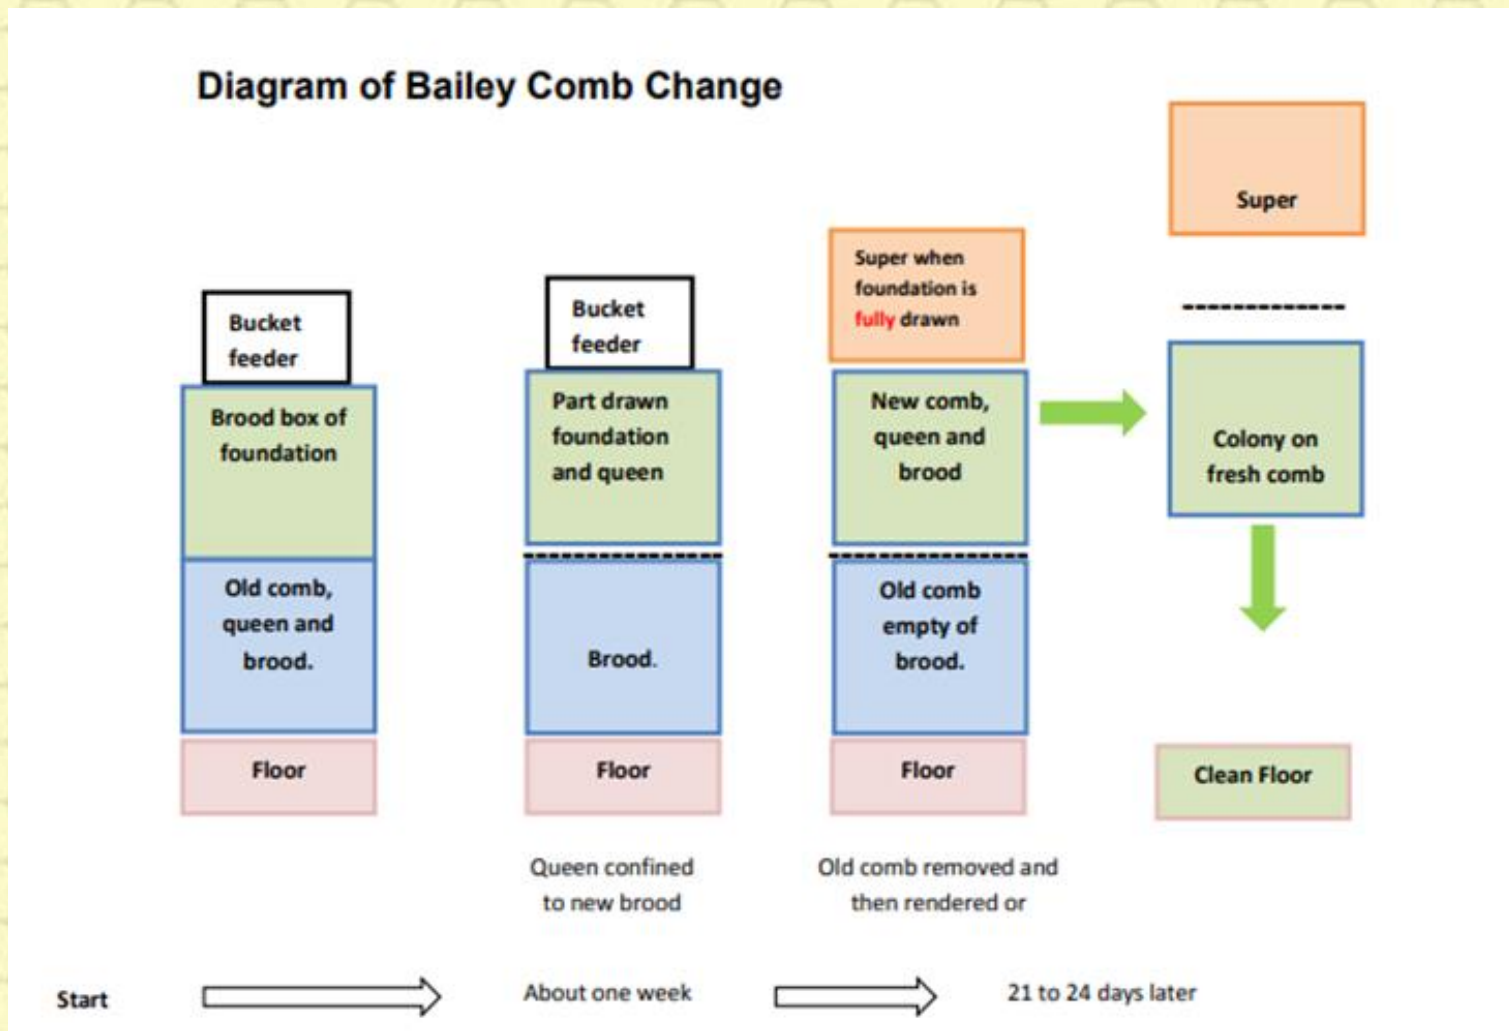 Diagram of Bailey Comb Change
Bucket
feeder
Brood box of
foundation
Old comb,
queen and
brood.
Floor
Bucket
feeder
Part drawn
foundation
and queen
Brood.
Floor
Queen confined
to new brood
Super when
foundation is
fully drawn
New comb,
queen and
brood
Old comb
empty of
brood.
Floor
Old comb removed and
then rendered or
Super
Colony on
fresh comb
Clean Floor
Start
About one week
21 to 24 days later